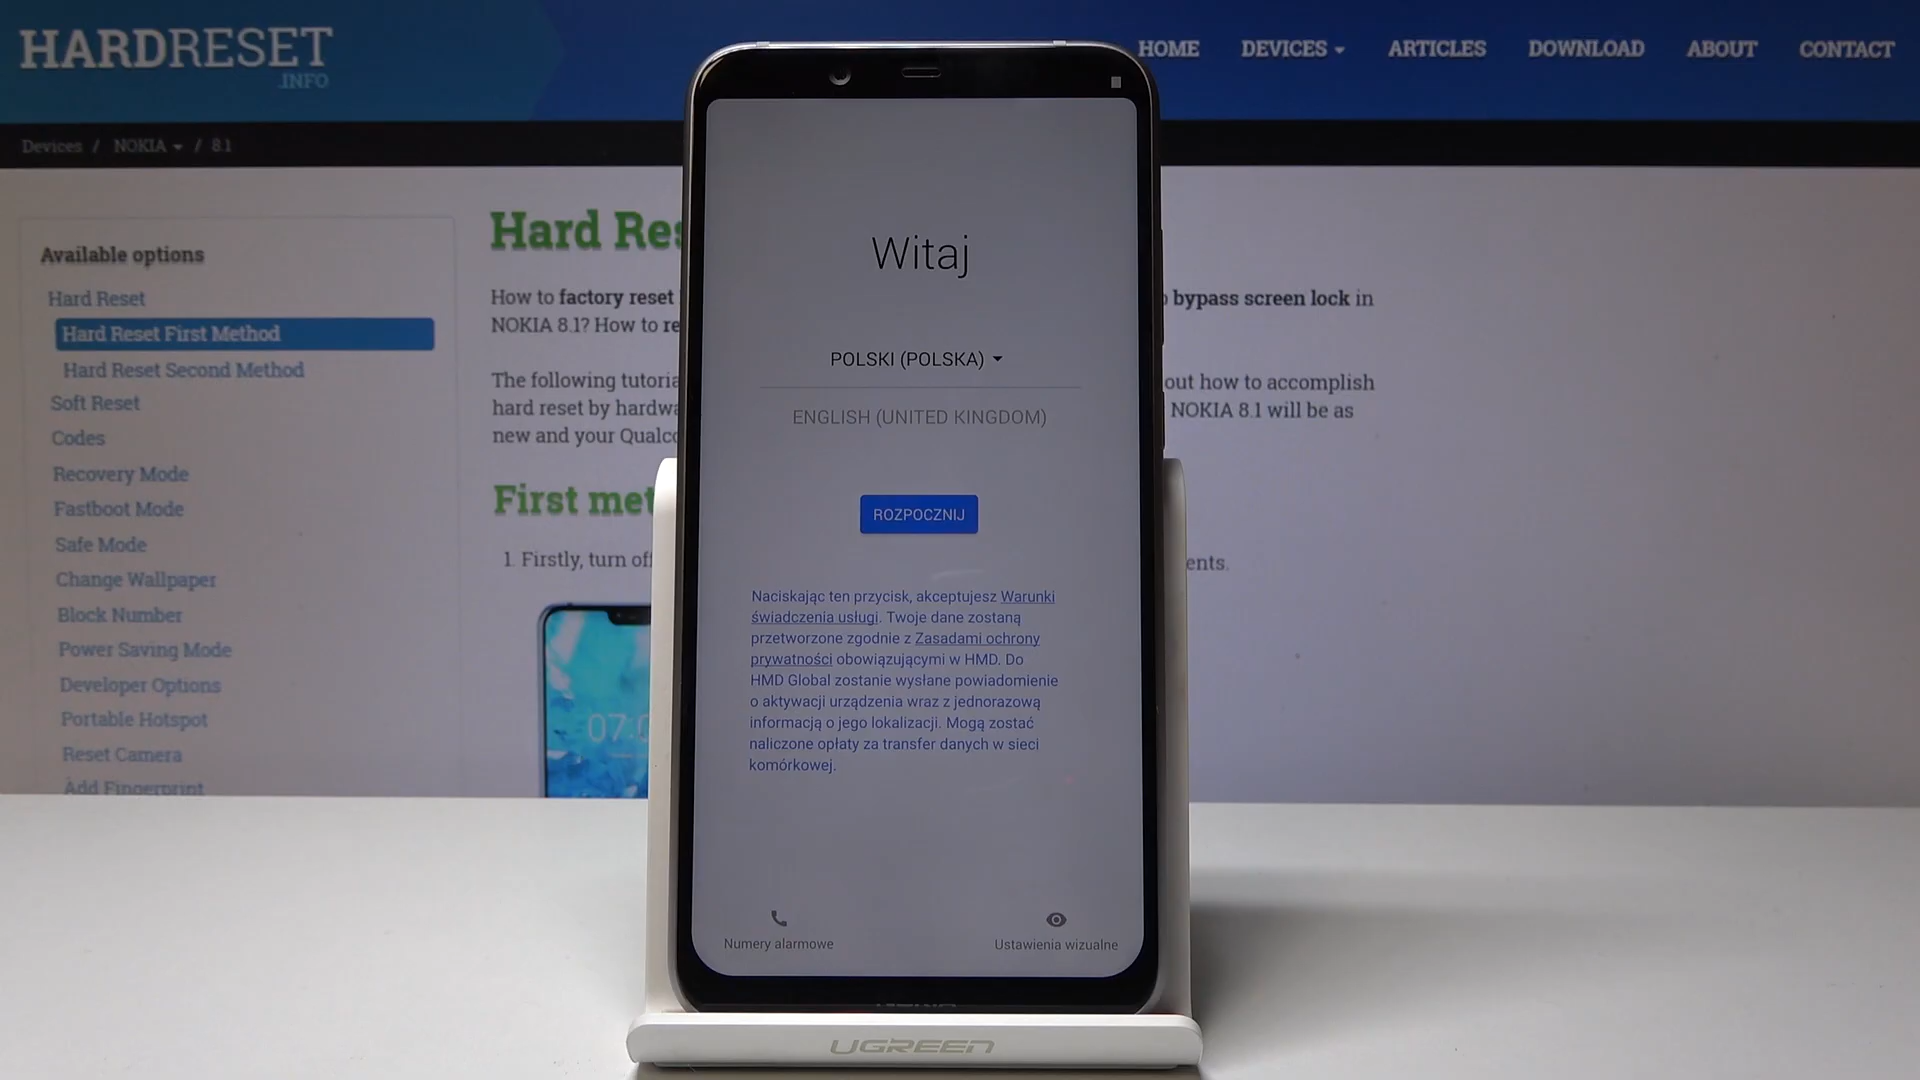 HARDRESET
.INFO
HOME DEVICES ARTICLES DOWNLOAD ABOUT CONTACT
Devices / NOKIA / 8.1
Available options
Hard Reset
Hard Reset First Method
Hard Reset Second Method
Soft Reset
Codes
Recovery Mode
Fastboot Mode
Safe Mode
Change Wallpaper
Block Number
Power Saving Mode
Developer Options
Portable Hotspot
Reset Camera
Add Fingerprint
Hard Res
How to factory reset bypass screen lock in
NOKIA 8.1? How to re
The following tutoria out how to accomplish
hard reset by hardwa NOKIA 8.1 will be as
new and your Qualco
First met
1. Firstly, turn off ents.
07:0
Witaj
POLSKI (POLSKA)
ENGLISH (UNITED KINGDOM)
ROZPOCZNIJ
Naciskając ten przycisk, akceptujesz Warunki
świadczenia usługi. Twoje dane zostaną
przetworzone zgodnie z Zasadami ochrony
prywatności obowiązującymi w HMD. Do
HMD Global zostanie wysłane powiadomienie
o aktywacji urządzenia wraz z jednorazową
informacją o jego lokalizacji. Mogą zostać
naliczone opłaty za transfer danych w sieci
komórkowej.
Numery alarmowe
Ustawienia wizualne
NOKIA
UGREEN